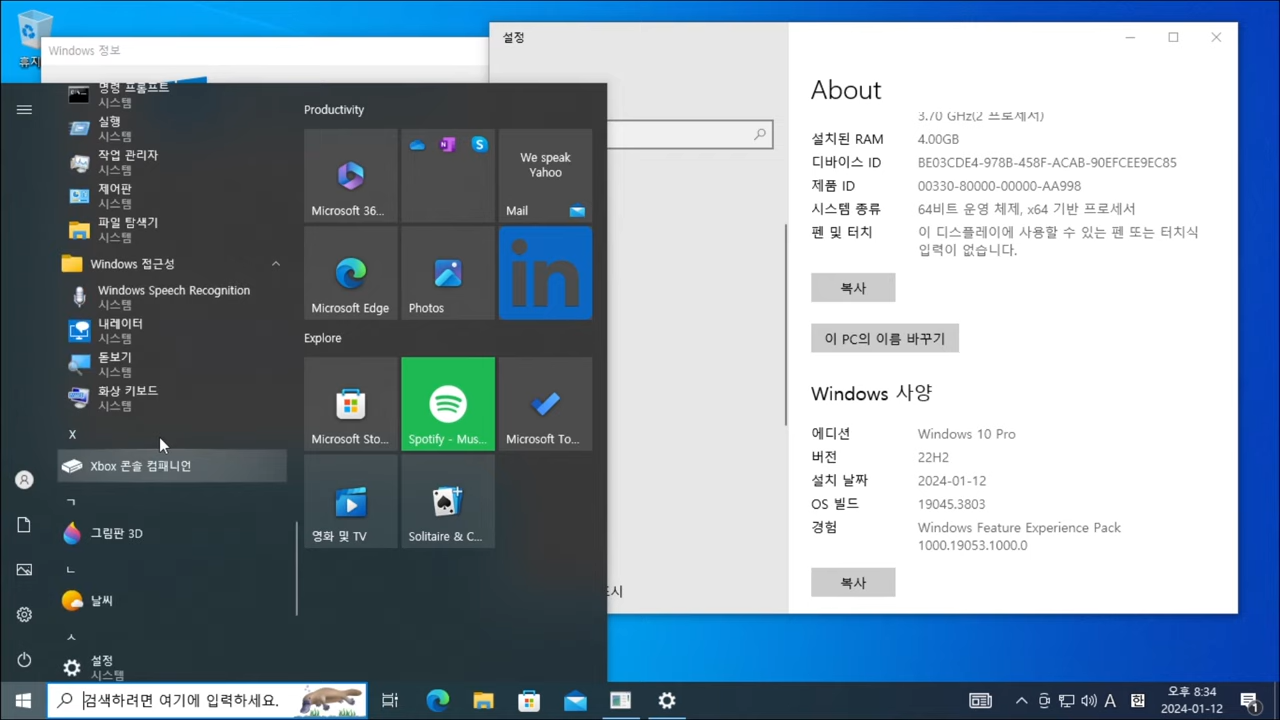 Windows 정보
설정
명령 프롬프트
시스템
실행
시스템
작업 관리자
시스템
제어판
시스템
파일 탐색기
시스템
Windows 접근성
Windows Speech Recognition
시스템
내레이터
시스템
돋보기
시스템
화상 키보드
시스템
X
Xbox 콘솔 컴패니언
ㄱ
그림판 3D
ㄴ
날씨
ㅅ
설정
시스템
Productivity
Microsoft 36...
We speak
Yahoo
Mail
Microsoft Edge
Photos
in
Explore
Microsoft Sto...
Spotify - Mus...
Microsoft To...
영화 및 TV
Solitaire & C...
About
3.70 GHz(2 프로세서)
설치된 RAM 4.00GB
디바이스 ID BE03CDE4-978B-458F-ACAB-90EFCEE9EC85
제품 ID 00330-80000-00000-AA998
시스템 종류 64비트 운영 체제, x64 기반 프로세서
펜 및 터치 이 디스플레이에 사용할 수 있는 펜 또는 터치식
입력이 없습니다.
복사
이 PC의 이름 바꾸기
Windows 사양
에디션 Windows 10 Pro
버전 22H2
설치 날짜 2024-01-12
OS 빌드 19045.3803
경험 Windows Feature Experience Pack
1000.19053.1000.0
복사
검색하려면 여기에 입력하세요.
A 한 오후 8:34
2024-01-12
1